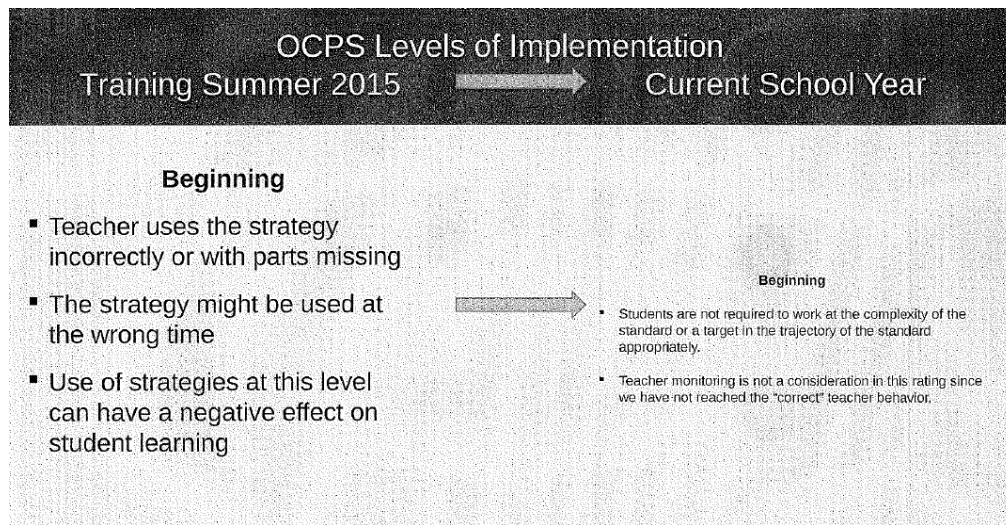 OCPS Levels of Implementation
Training Summer 2015
Current School Year
Beginning
▪ Teacher uses the strategy
incorrectly or with parts missing
▪ The strategy might be used at
the wrong time
▪ Use of strategies at this level
can have a negative effect on
student learning
Beginning
▪ Students are not required to work at the complexity of the
standard or a target in the trajectory of the standard
appropriately.
▪ Teacher monitoring is not a consideration in this rating since
we have not reached the “correct” teacher behavior.